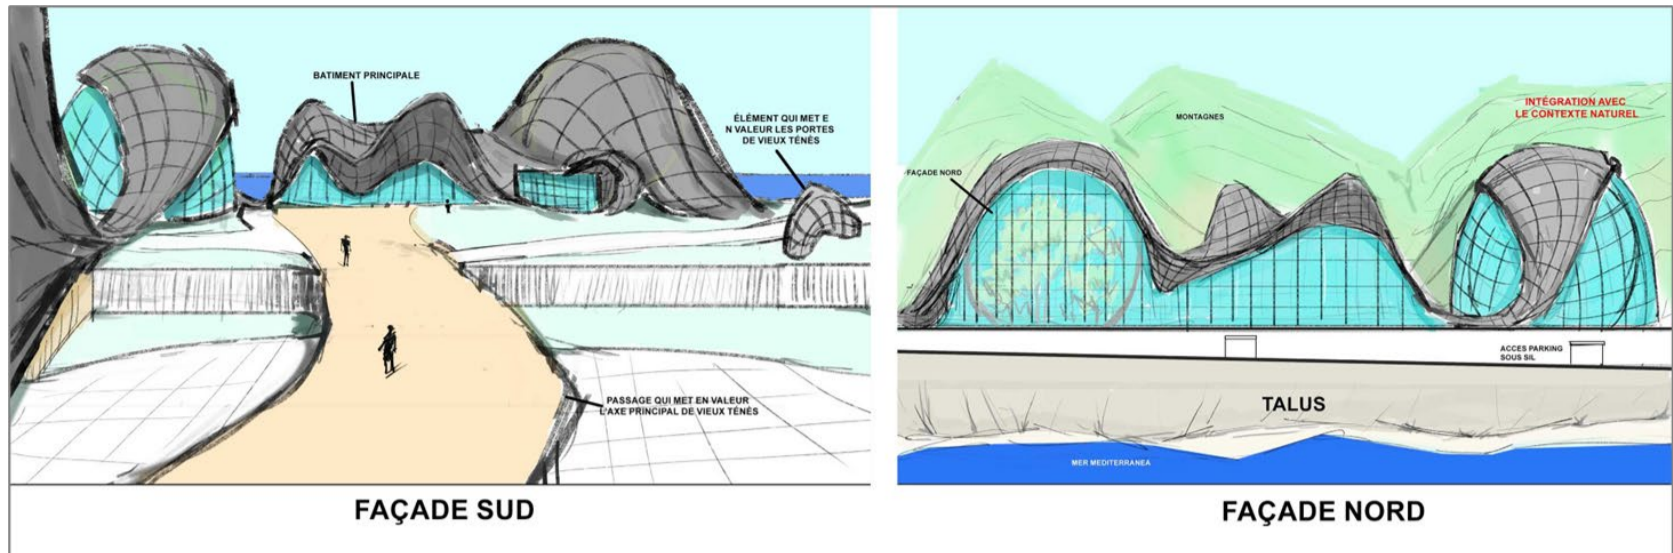 BATIMENT PRINCIPALE
ÉLÉMENT QUI MET E
N VALEUR LES PORTES
DE VIEUX TÉNÈS
PASSAGE QUI MET EN VALEUR
L'AXE PRINCIPAL DE VIEUX TÉNÈS
FAÇADE SUD
MONTAGNES
INTÉGRATION AVEC
LE CONTEXTE NATUREL
FAÇADE NORD
ACCES PARKING
SOUS SIL
TALUS
MER MEDITERRANEA
FAÇADE NORD